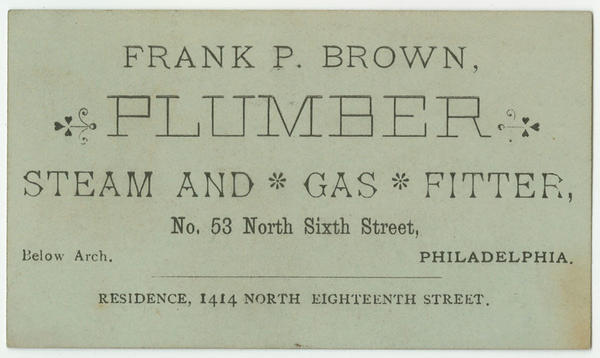 FRANK P. BROWN,
PLUMBER
STEAM AND * GAS * FITTER,
No. 53 North Sixth Street,
Below Arch. PHILADELPHIA.
RESIDENCE, 1414 NORTH EIGHTEENTH STREET.